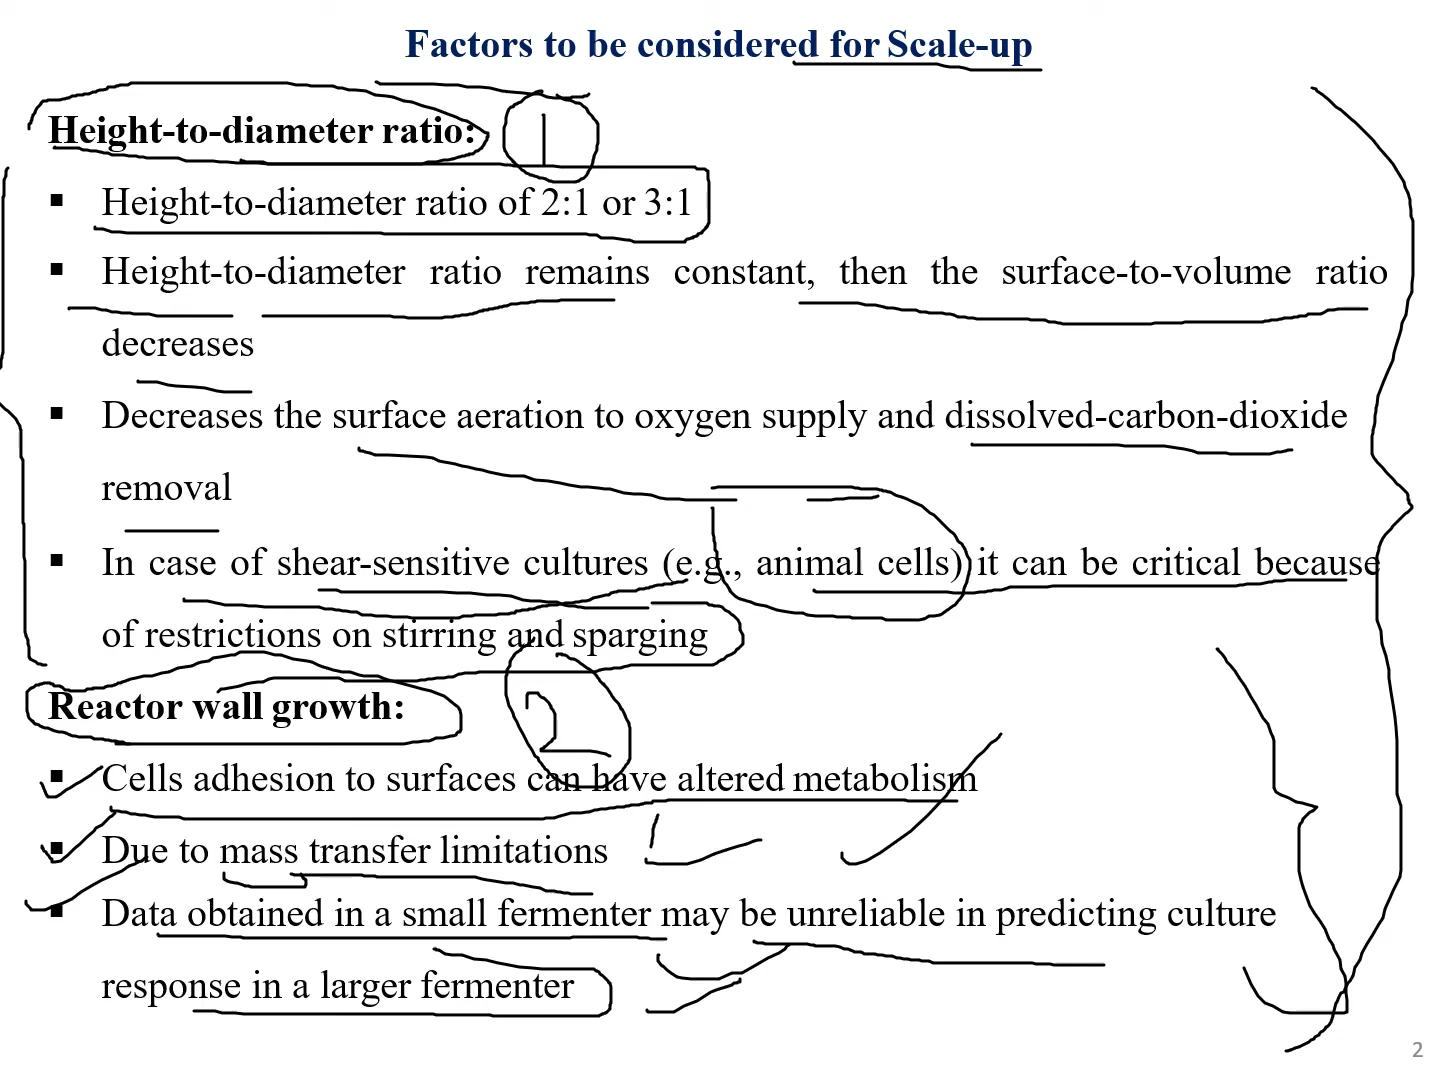 Factors to be considered for Scale-up
Height-to-diameter ratio: 1
▪ Height-to-diameter ratio of 2:1 or 3:1
▪ Height-to-diameter ratio remains constant, then the surface-to-volume ratio
decreases
▪ Decreases the surface aeration to oxygen supply and dissolved-carbon-dioxide
removal
▪ In case of shear-sensitive cultures (e.g., animal cells) it can be critical because
of restrictions on stirring and sparging
Reactor wall growth: 2
▪ Cells adhesion to surfaces can have altered metabolism
▪ Due to mass transfer limitations
▪ Data obtained in a small fermenter may be unreliable in predicting culture
response in a larger fermenter
2